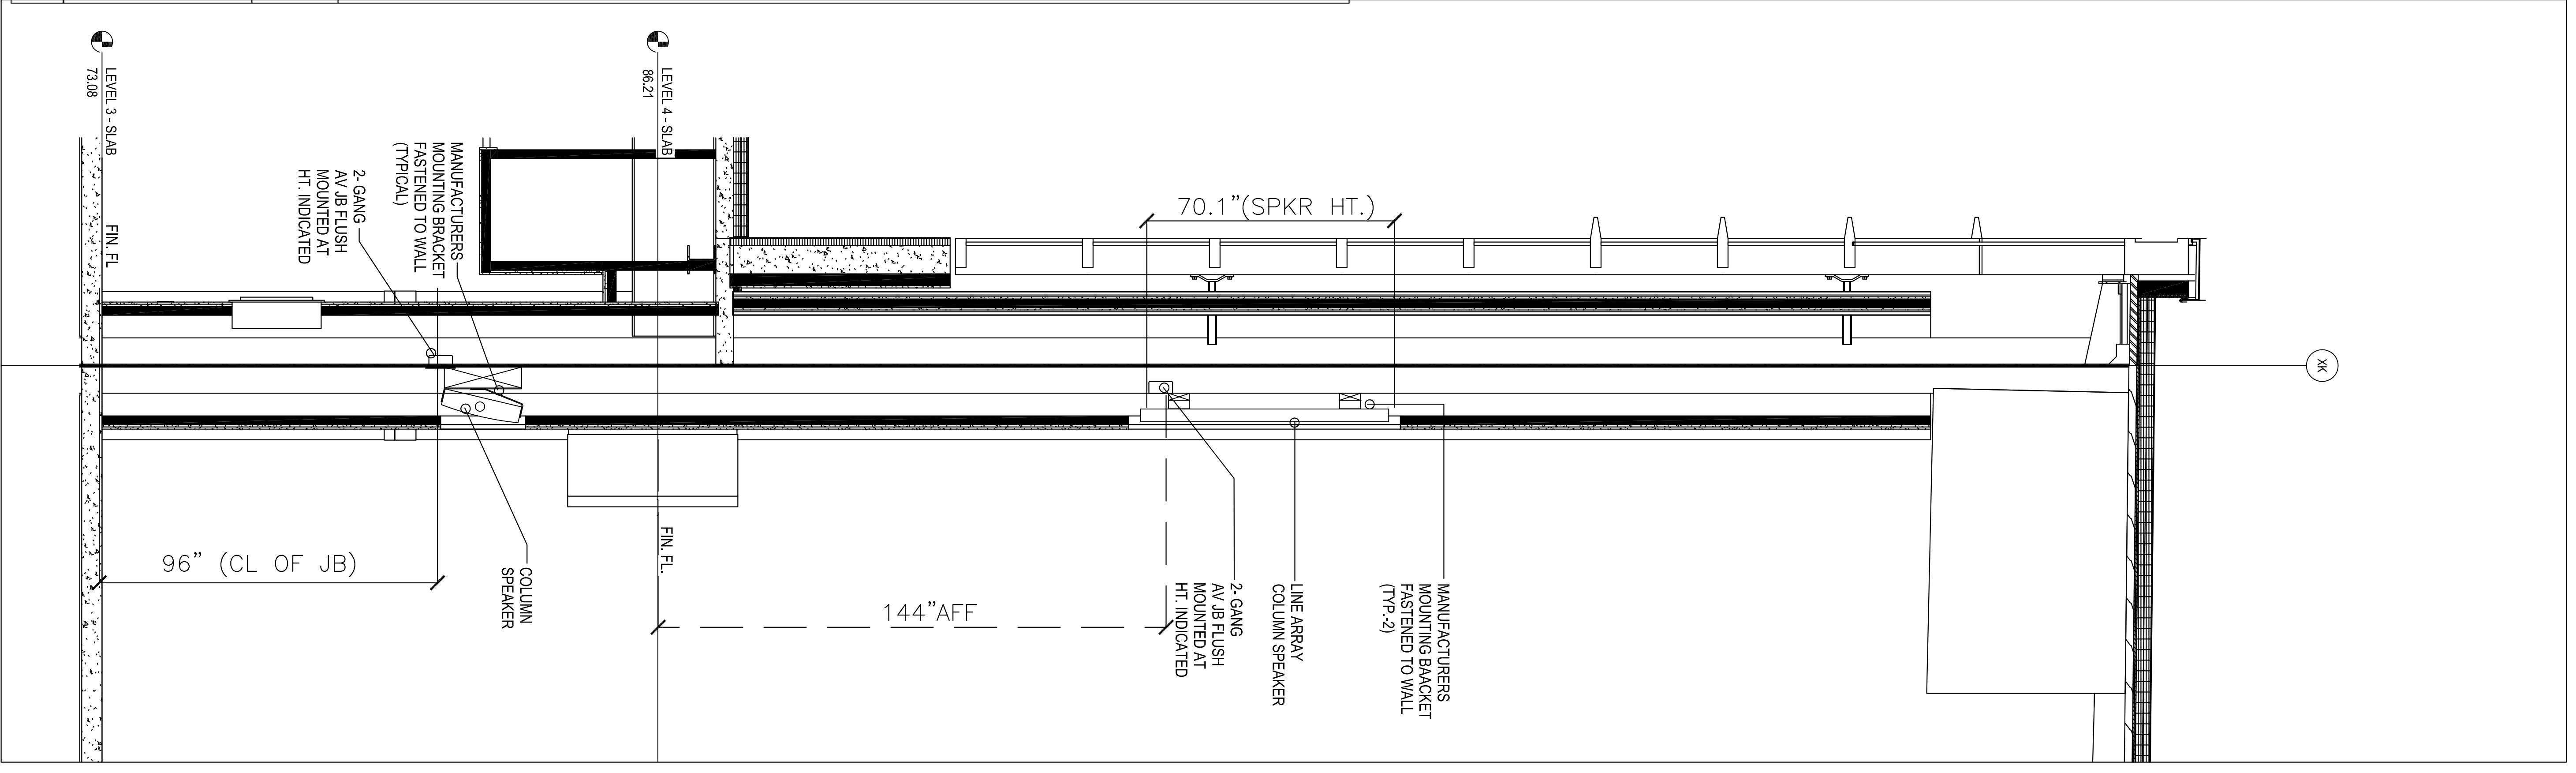 LEVEL 3 - SLAB
73.08
FIN. FL
2- GANG
AV JB FLUSH
MOUNTED AT
HT. INDICATED
MANUFACTURERS
MOUNTING BRACKET
FASTENED TO WALL
(TYPICAL)
LEVEL 4 - SLAB
86.21
FIN. FL.
COLUMN
SPEAKER
96" (CL OF JB)
144"AFF
70.1"(SPKR HT.)
2- GANG
AV JB FLUSH
MOUNTED AT
HT. INDICATED
LINE ARRAY
COLUMN SPEAKER
MANUFACTURERS
MOUNTING BAACKET
FASTENED TO WALL
(TYP.-2)
XK